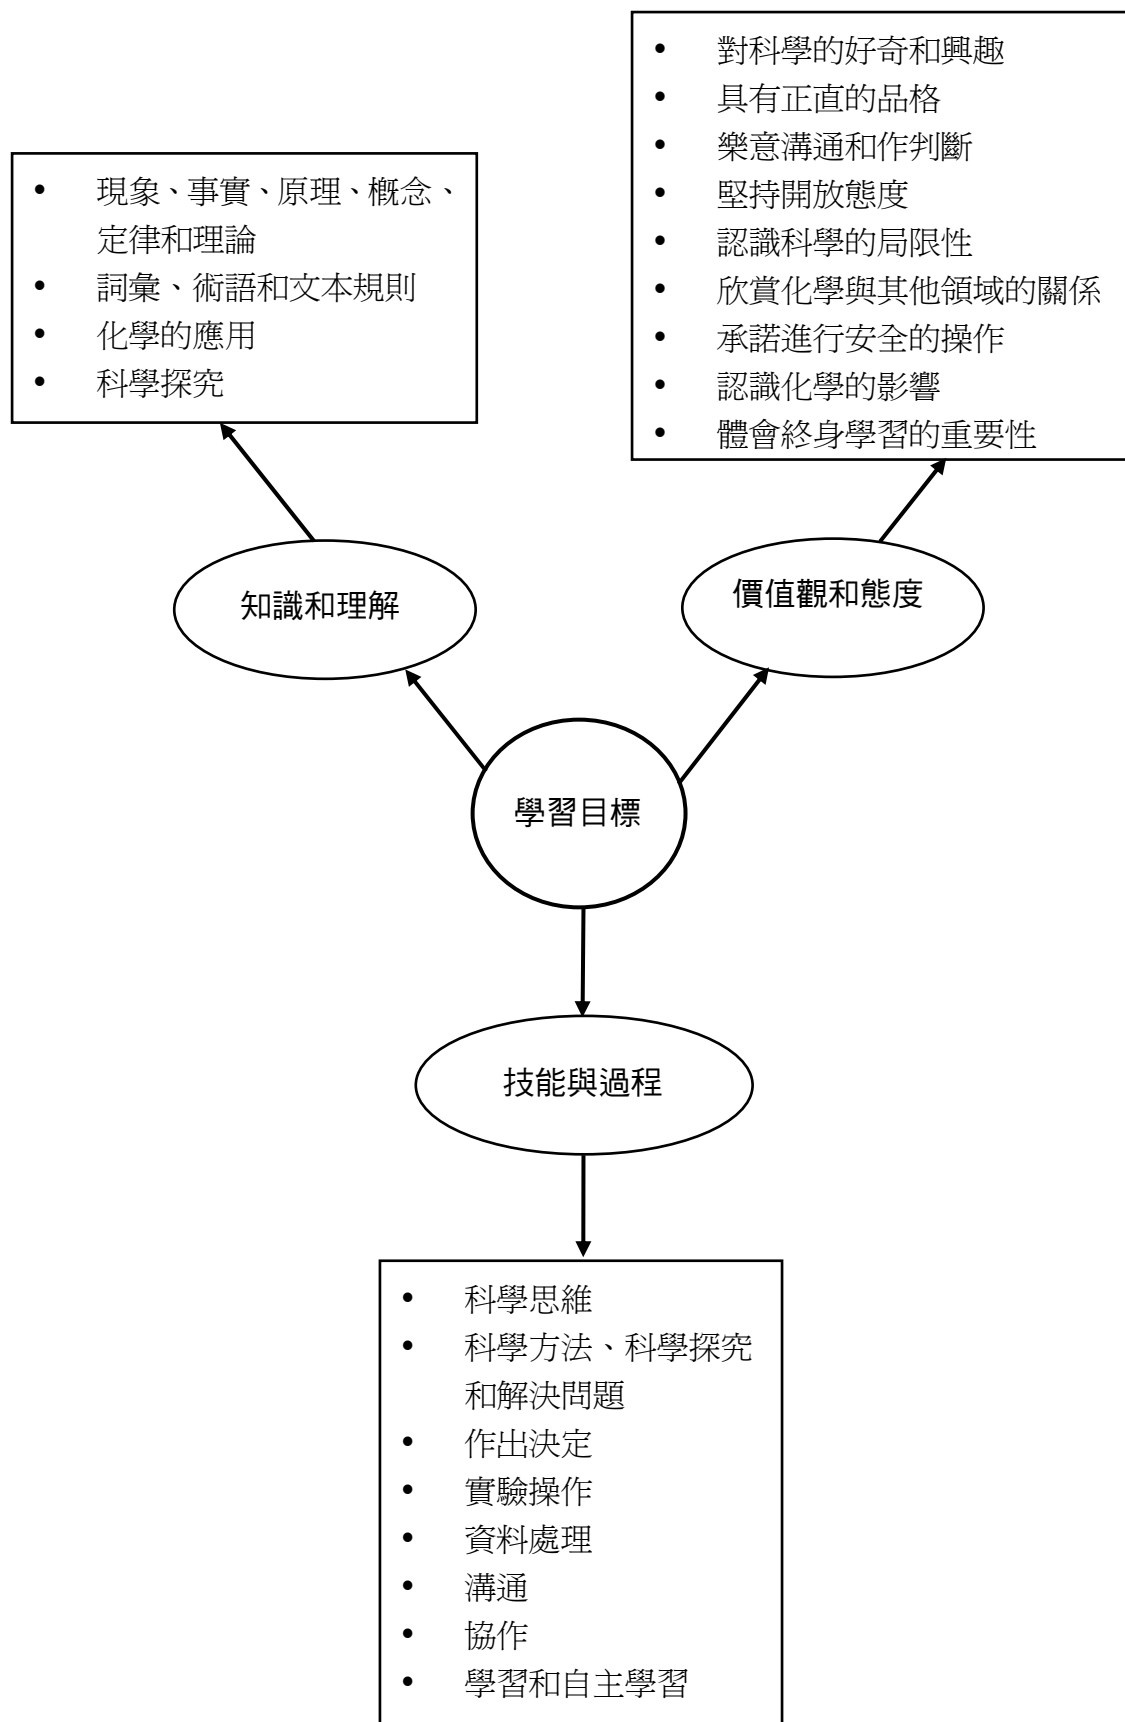 • 對科學的好奇和興趣
• 具有正直的品格
• 樂意溝通和作判斷
• 堅持開放態度
• 認識科學的局限性
• 欣賞化學與其他領域的關係
• 承諾進行安全的操作
• 認識化學的影響
• 體會終身學習的重要性
• 現象、事實、原理、概念、
定律和理論
• 詞彙、術語和文本規則
• 化學的應用
• 科學探究
知識和理解
價值觀和態度
學習目標
技能與過程
• 科學思維
• 科學方法、科學探究
和解決問題
• 作出決定
• 實驗操作
• 資料處理
• 溝通
• 協作
• 學習和自主學習